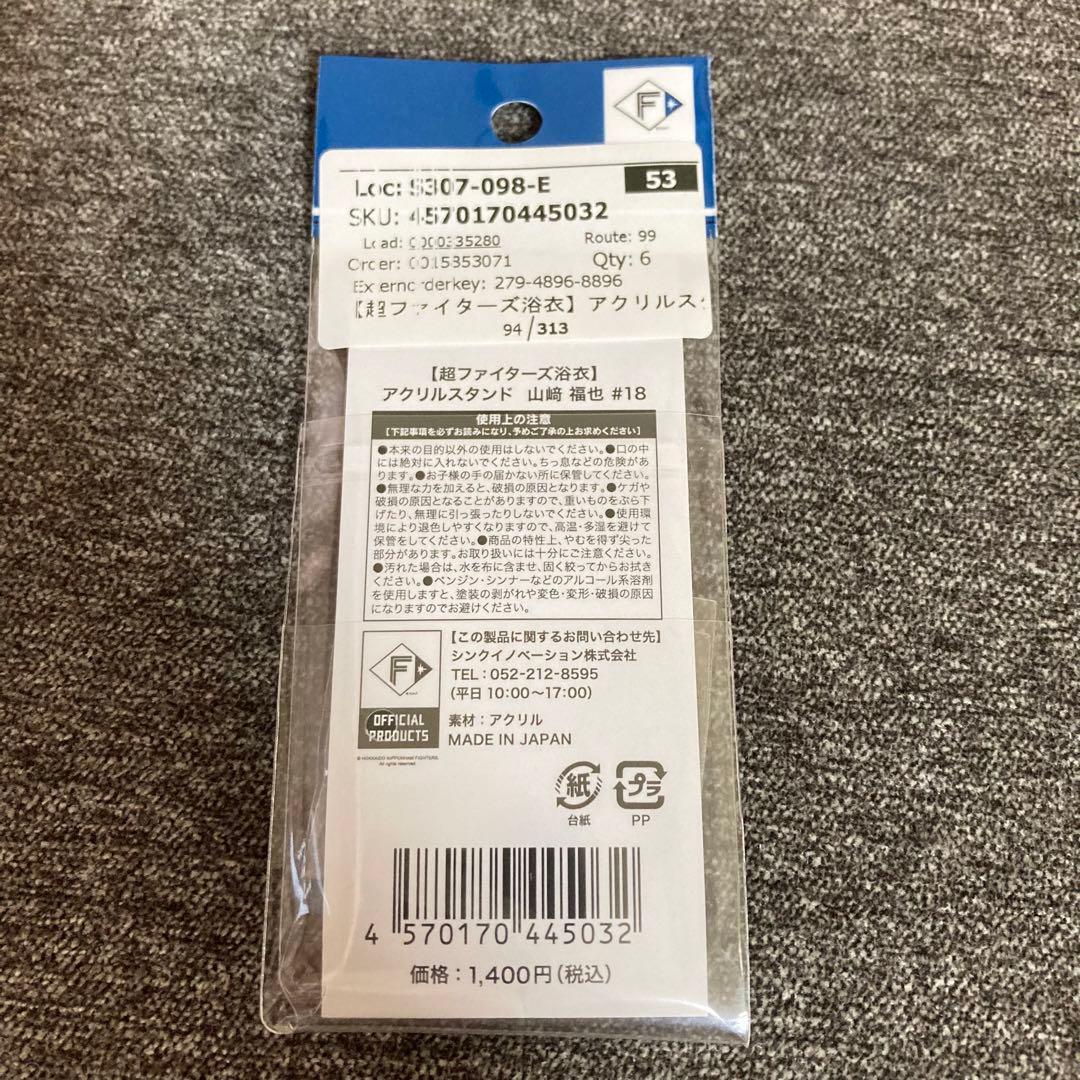 F
Loc: S307-098-E
53
SKU: 4570170445032
Load: 0000335280
Route: 99
Order: 0015353071
Qty: 6
Externorderkey: 279-4896-8896
【超ファイターズ浴衣】アクリルス
94/313
【超ファイターズ浴衣】
アクリルスタンド 山﨑 福也 #18
使用上の注意
【下記事項を必ずお読みになり、予めご了承の上お求めください】
●本来の目的以外の使用はしないでください。●口の中
には絶対に入れないでください。ちっ息などの危険があ
ります。●お子様の手の届かない所に保管してください。
●無理な力を加えると、破損の原因となります。●ケガや
破損の原因となることがありますので、重いものをぶら下
げたり、無理に引っ張ったりしないでください。●使用環
境により退色しやすくなりますので、高温・多湿を避けて
保管をしてください。●商品の特性上、やむを得ず尖った
部分があります。お取り扱いには十分にご注意ください。
●汚れた場合は、水を布に含ませ、固く絞ってからお拭き
ください。●ベンジン・シンナーなどのアルコール系溶剤
を使用しますと、塗装の剥がれや変色・変形・破損の原因
になりますのでお避けください。
【この製品に関するお問い合わせ先】
シンクイノベーション株式会社
TEL：052-212-8595
（平日 10:00〜17:00）
F
OFFICIAL
PRODUCTS
素材：アクリル
MADE IN JAPAN
© HOKKAIDO NIPPONHAM FIGHTERS.
All rights reserved.
紙
プラ
台紙
PP
4 570170 445032
価格：1,400円（税込）